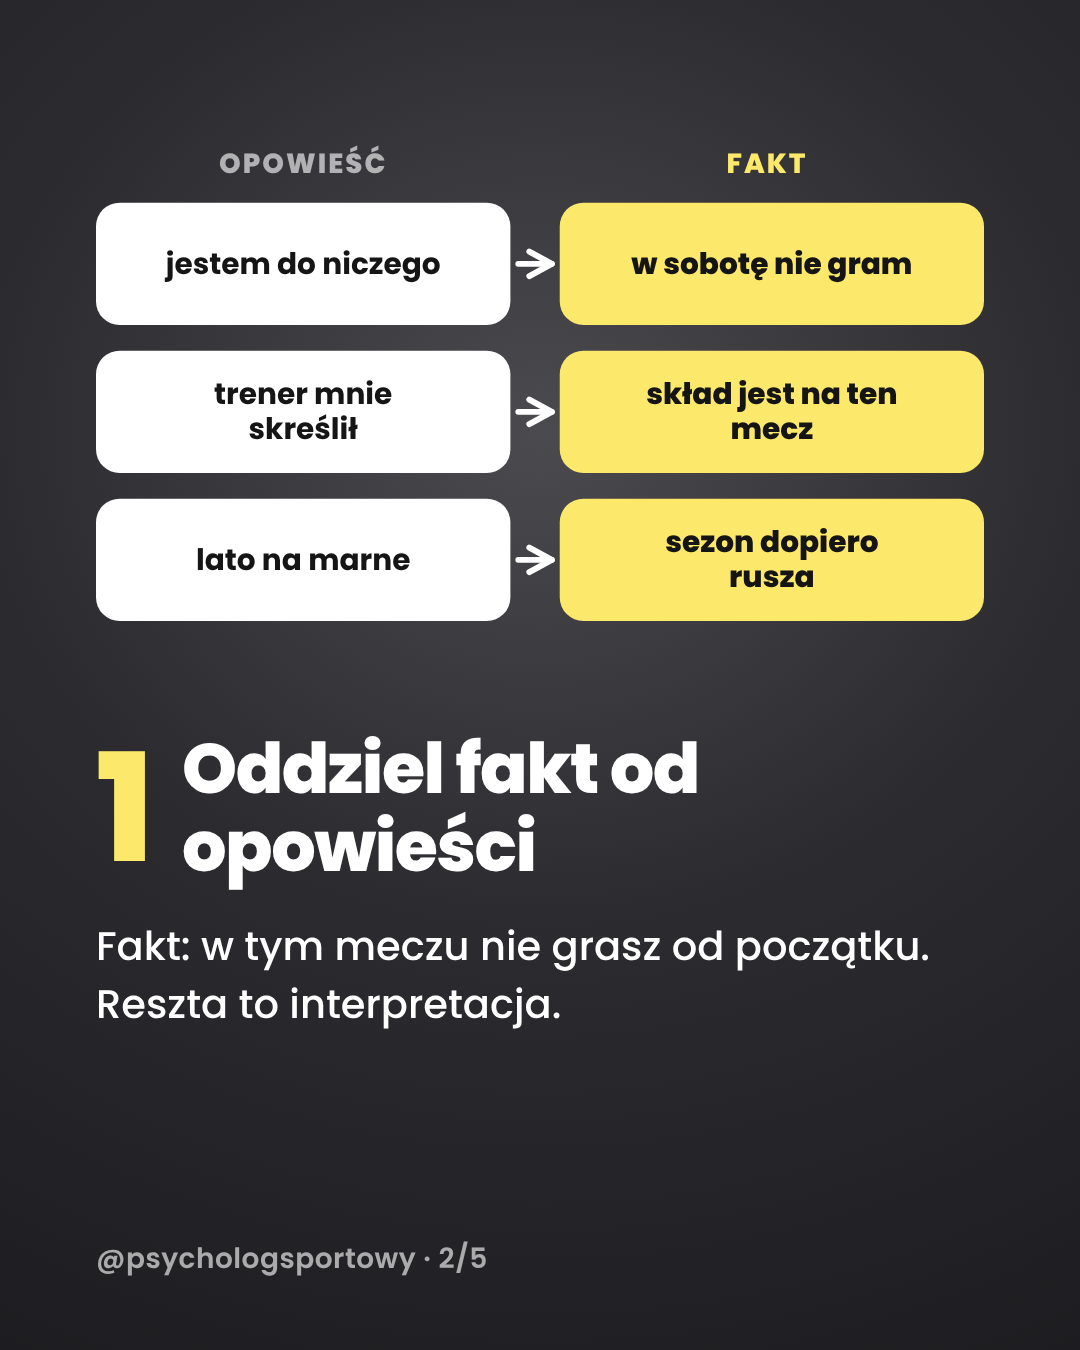 OPOWIEŚĆ
FAKT
jestem do niczego
w sobotę nie gram
trener mnie
skreślił
skład jest na ten
mecz
lato na marne
sezon dopiero
rusza
1
Oddziel fakt od
opowieści
Fakt: w tym meczu nie grasz od początku.
Reszta to interpretacja.
@psychologsportowy · 2/5